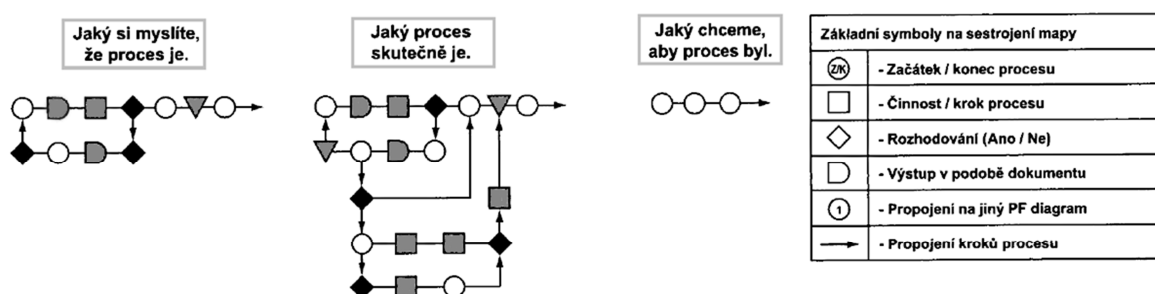 Jaký si myslíte,
že proces je.
Jaký proces
skutečně je.
Jaký chceme,
aby proces byl.
Základní symboly na sestrojení mapy
Z/K - Začátek / konec procesu
- Činnost / krok procesu
- Rozhodování (Ano / Ne)
- Výstup v podobě dokumentu
1 - Propojení na jiný PF diagram
- Propojení kroků procesu